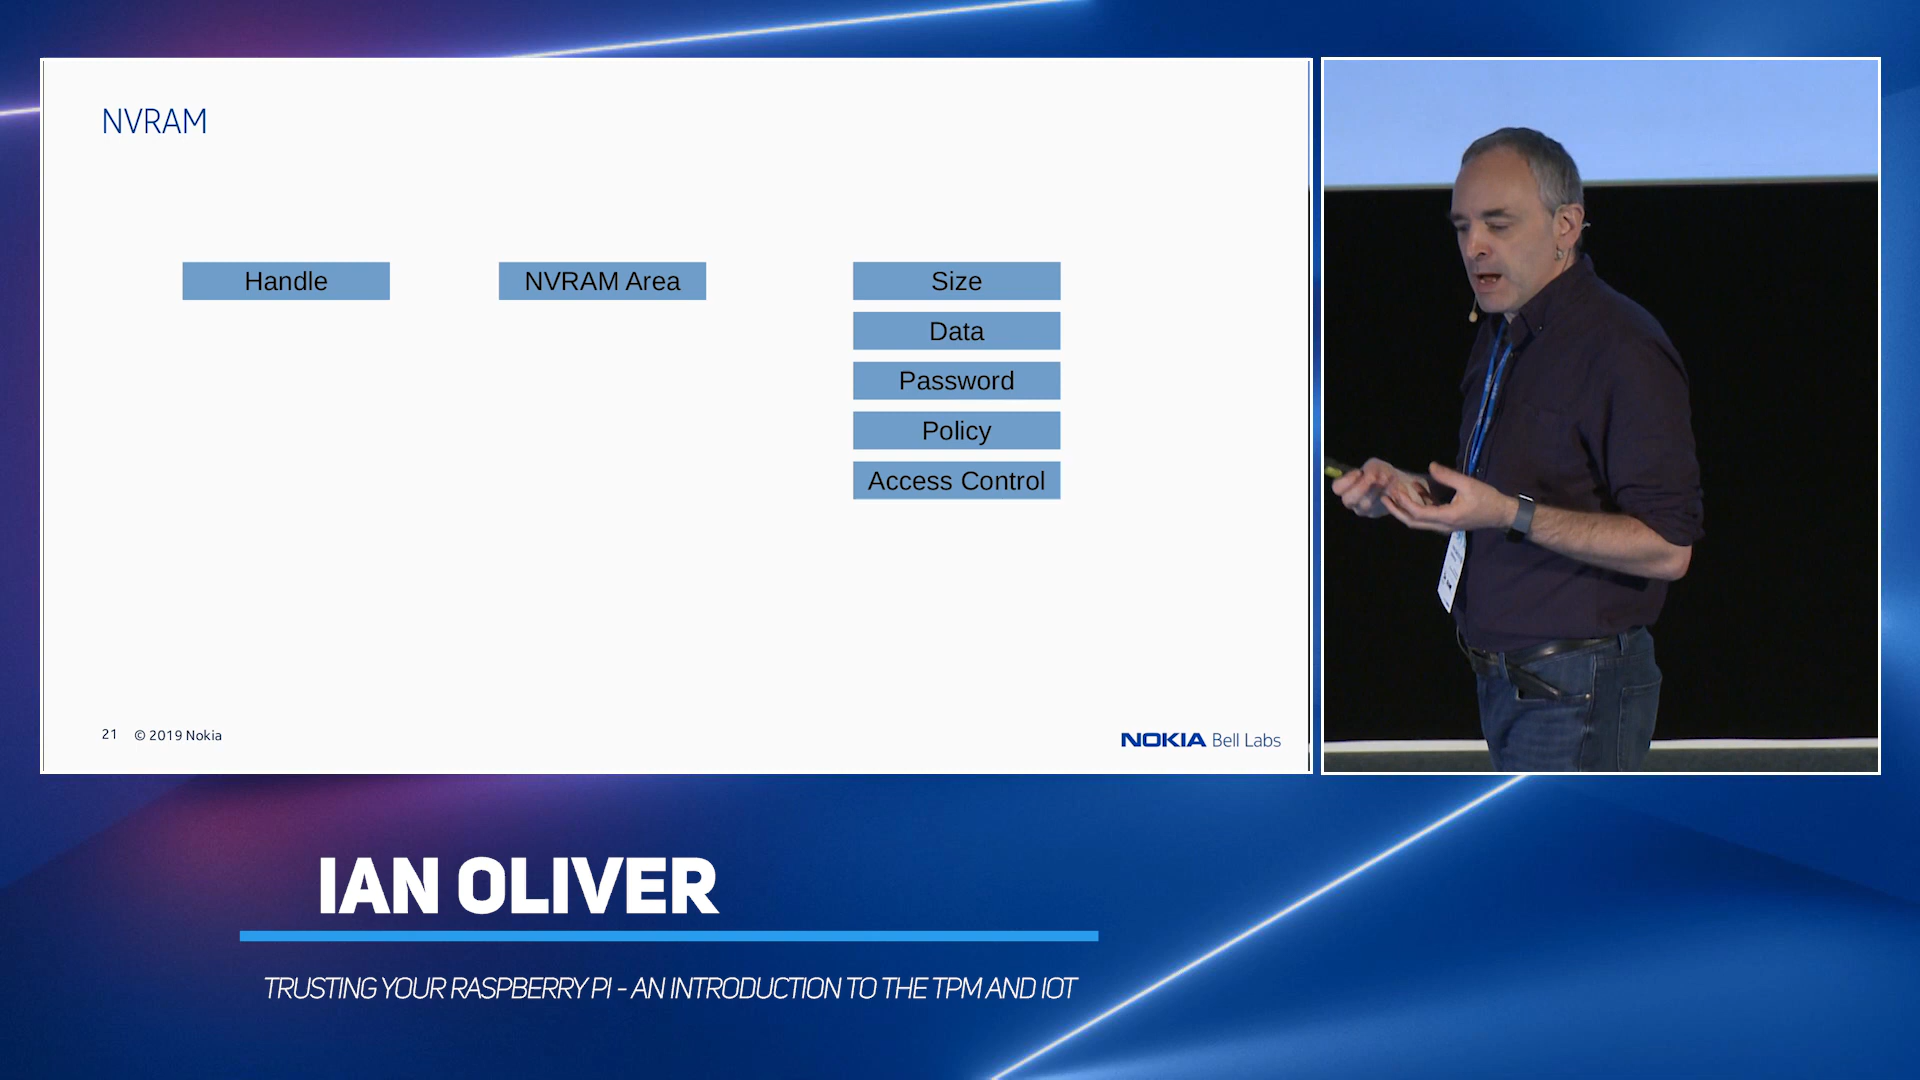 NVRAM
Handle
NVRAM Area
Size
Data
Password
Policy
Access Control
21 © 2019 Nokia
NOKIA Bell Labs
IAN OLIVER
TRUSTING YOUR RASPBERRY PI - AN INTRODUCTION TO THE TPM AND IOT